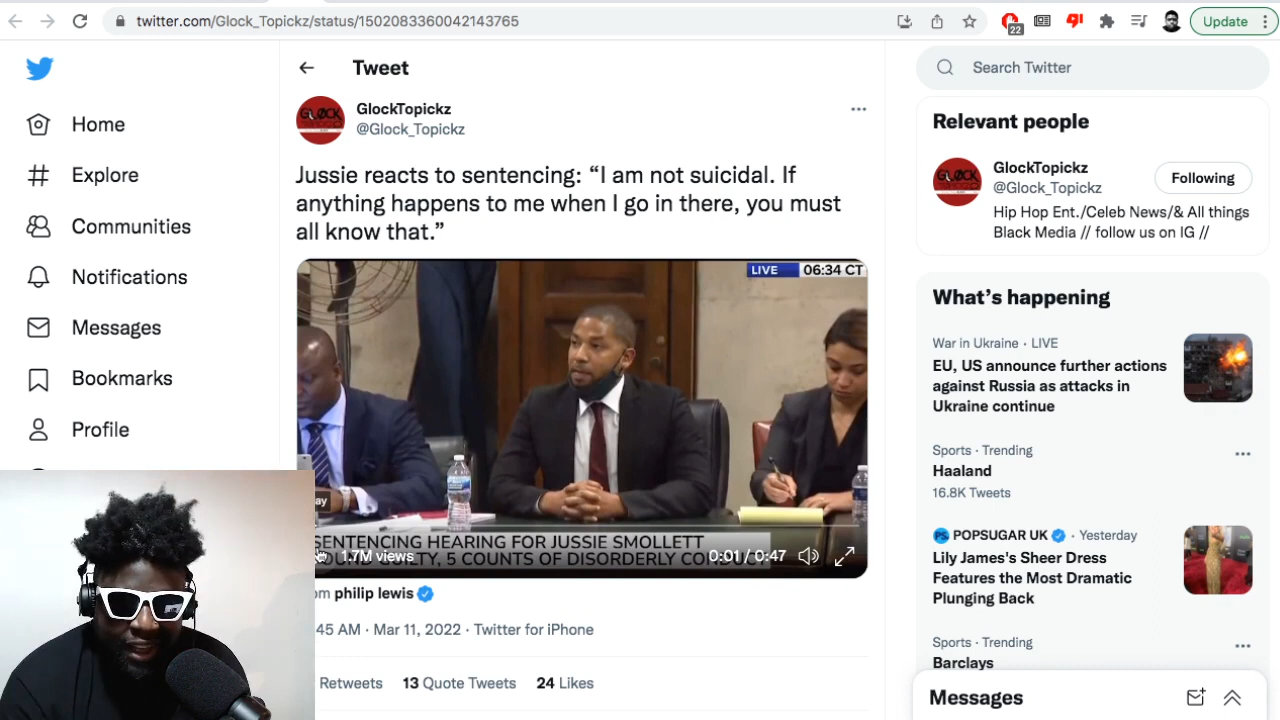 twitter.com/Glock_Topickz/status/1502083360042143765
22
Update
Tweet
Search Twitter
Home
Explore
Communities
Notifications
Messages
Bookmarks
Profile
GlockTopickz
@Glock_Topickz
Jussie reacts to sentencing: “I am not suicidal. If
anything happens to me when I go in there, you must
all know that.”
LIVE 06:34 CT
ay
SENTENCING HEARING FOR JUSSIE SMOLLETT
5 COUNTS OF DISORDERLY CONDUCT
1.7M views
0:01 / 0:47
om philip lewis
45 AM · Mar 11, 2022 · Twitter for iPhone
Retweets 13 Quote Tweets 24 Likes
Relevant people
GlockTopickz
@Glock_Topickz
Following
Hip Hop Ent./Celeb News/& All things
Black Media // follow us on IG //
What’s happening
War in Ukraine · LIVE
EU, US announce further actions
against Russia as attacks in
Ukraine continue
Sports · Trending
Haaland
16.8K Tweets
POPSUGAR UK · Yesterday
Lily James’s Sheer Dress
Features the Most Dramatic
Plunging Back
Sports · Trending
Barclays
Messages